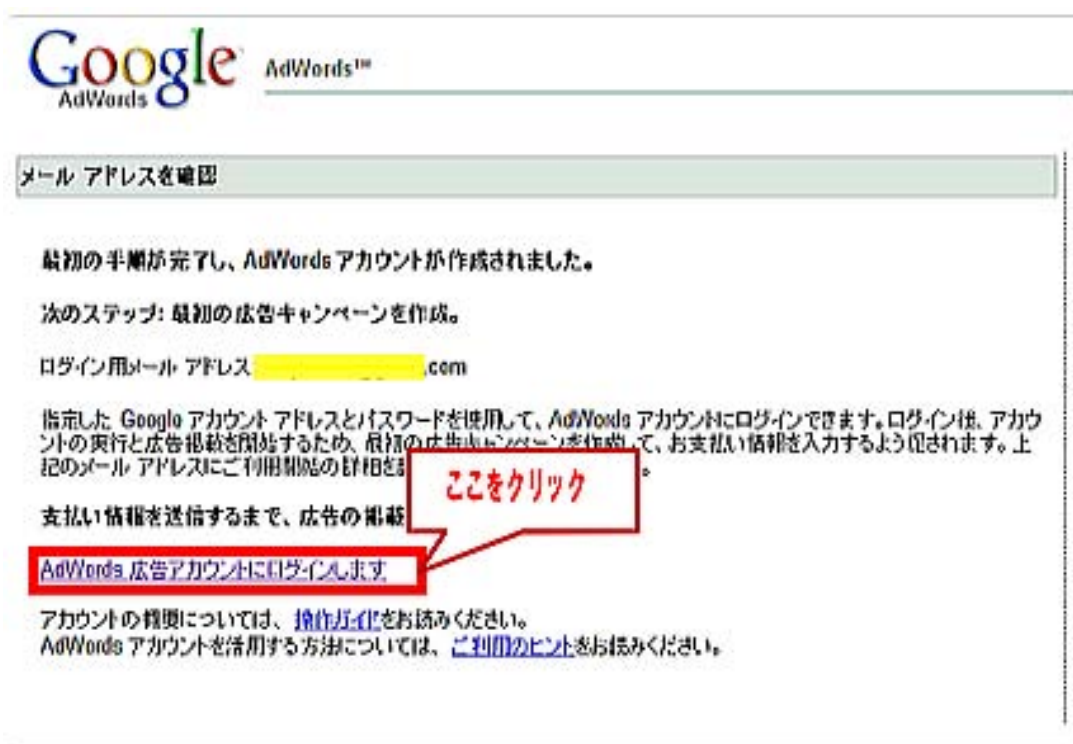 Google AdWords™
AdWords
メール アドレスを確認
最初の手順が完了し、AdWords アカウントが作成されました。
次のステップ: 最初の広告キャンペーンを作成。
ログイン用メール アドレス .com
指定した Google アカウント アドレスとパスワードを使用して、AdWords アカウントにログインできます。ログイン後、アカウ
ントの実行と広告掲載を開始するため、最初の広告キャンペーンを作成して、お支払い情報を入力するよう促されます。上
記のメール アドレスにご利用開始の詳細を
ここをクリック
支払い情報を送信するまで、広告の掲載
AdWords 広告アカウントにログインします
アカウントの概要については、操作ガイドをお読みください。
AdWords アカウントを活用する方法については、ご利用のヒントをお読みください。